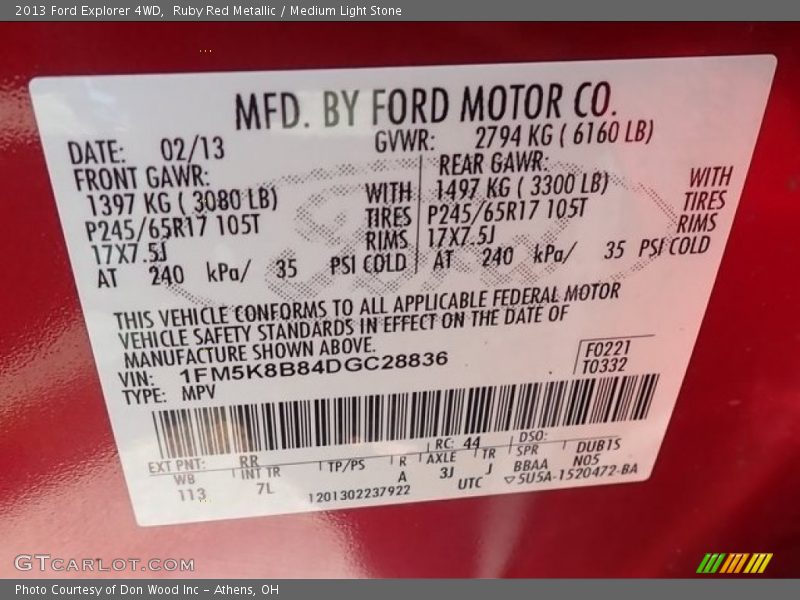 2013 Ford Explorer 4WD,  Ruby Red Metallic / Medium Light Stone
MFD. BY FORD MOTOR CO.
DATE: 02/13 GVWR: 2794 KG ( 6160 LB)
FRONT GAWR: REAR GAWR:
1397 KG ( 3080 LB) WITH 1497 KG ( 3300 LB) WITH
P245/65R17 105T TIRES P245/65R17 105T TIRES
17X7.5J RIMS 17X7.5J RIMS
AT 240 kPa/ 35 PSI COLD AT 240 kPa/ 35 PSI COLD
THIS VEHICLE CONFORMS TO ALL APPLICABLE FEDERAL MOTOR
VEHICLE SAFETY STANDARDS IN EFFECT ON THE DATE OF
MANUFACTURE SHOWN ABOVE.
VIN: 1FM5K8B84DGC28836 F0221
TYPE: MPV T0332
EXT PNT: RR RC: 44 DSO:
WB INT TR TP/PS R AXLE TR SPR DUB1S
113 7L A 3J J BBAA N05
1201302237922 UTC ▽5U5A-1520472-BA
GTCARLOT.COM
Photo Courtesy of Don Wood Inc - Athens, OH